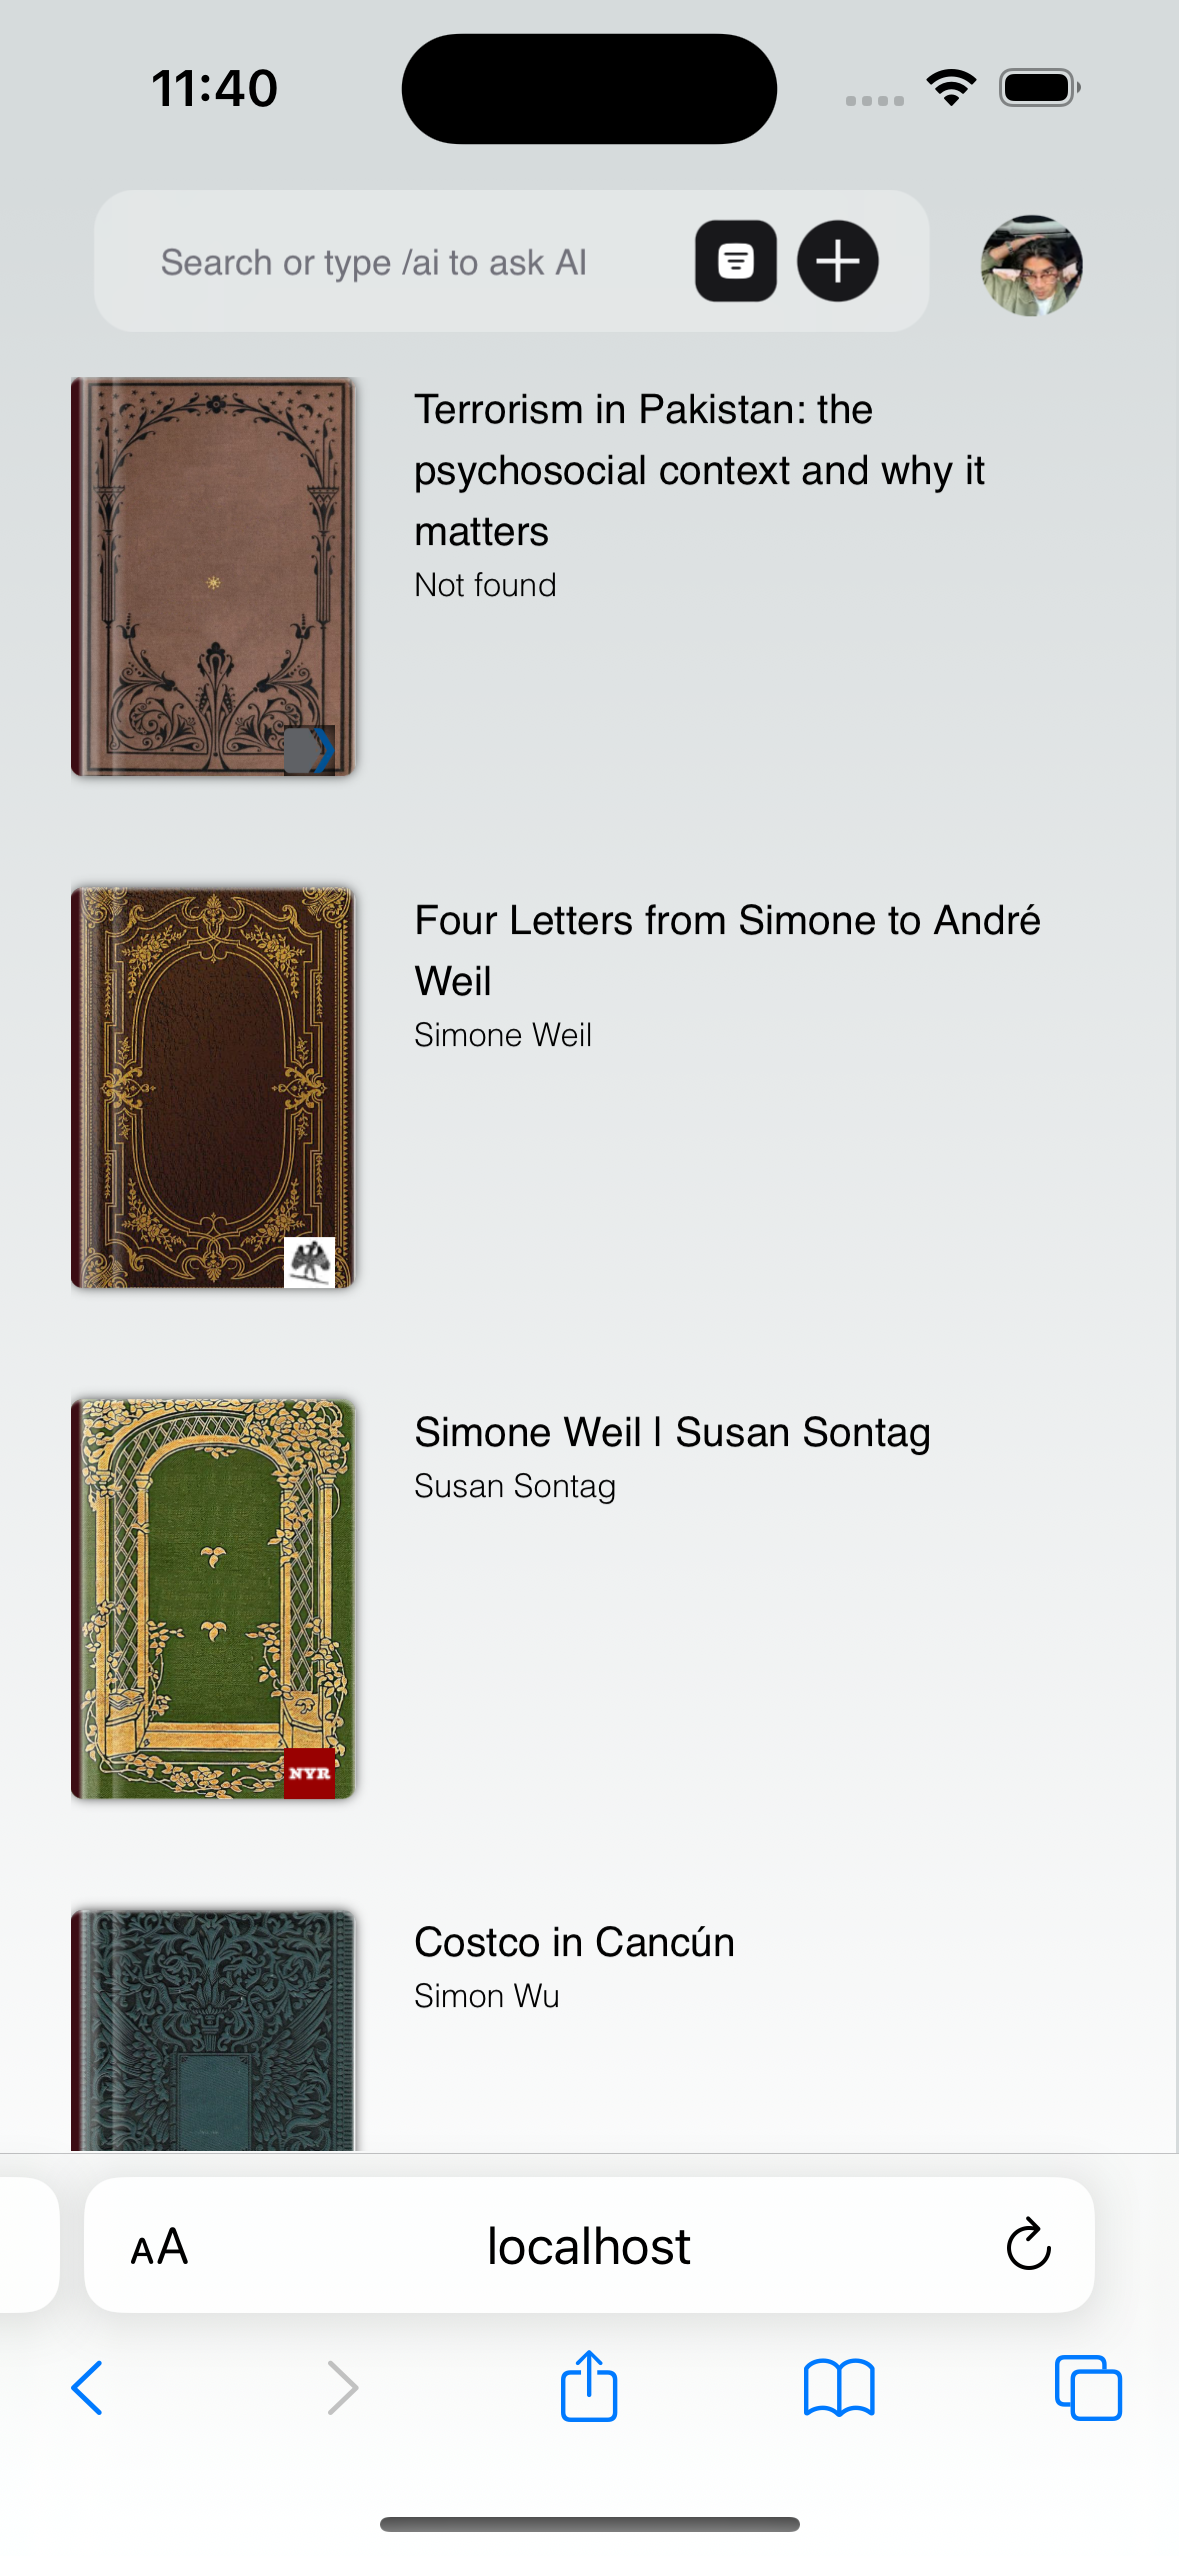 11:40
Search or type /ai to ask AI
Terrorism in Pakistan: the
psychosocial context and why it
matters
Not found
Four Letters from Simone to André
Weil
Simone Weil
Simone Weil | Susan Sontag
Susan Sontag
NYR
Costco in Cancún
Simon Wu
AA
localhost